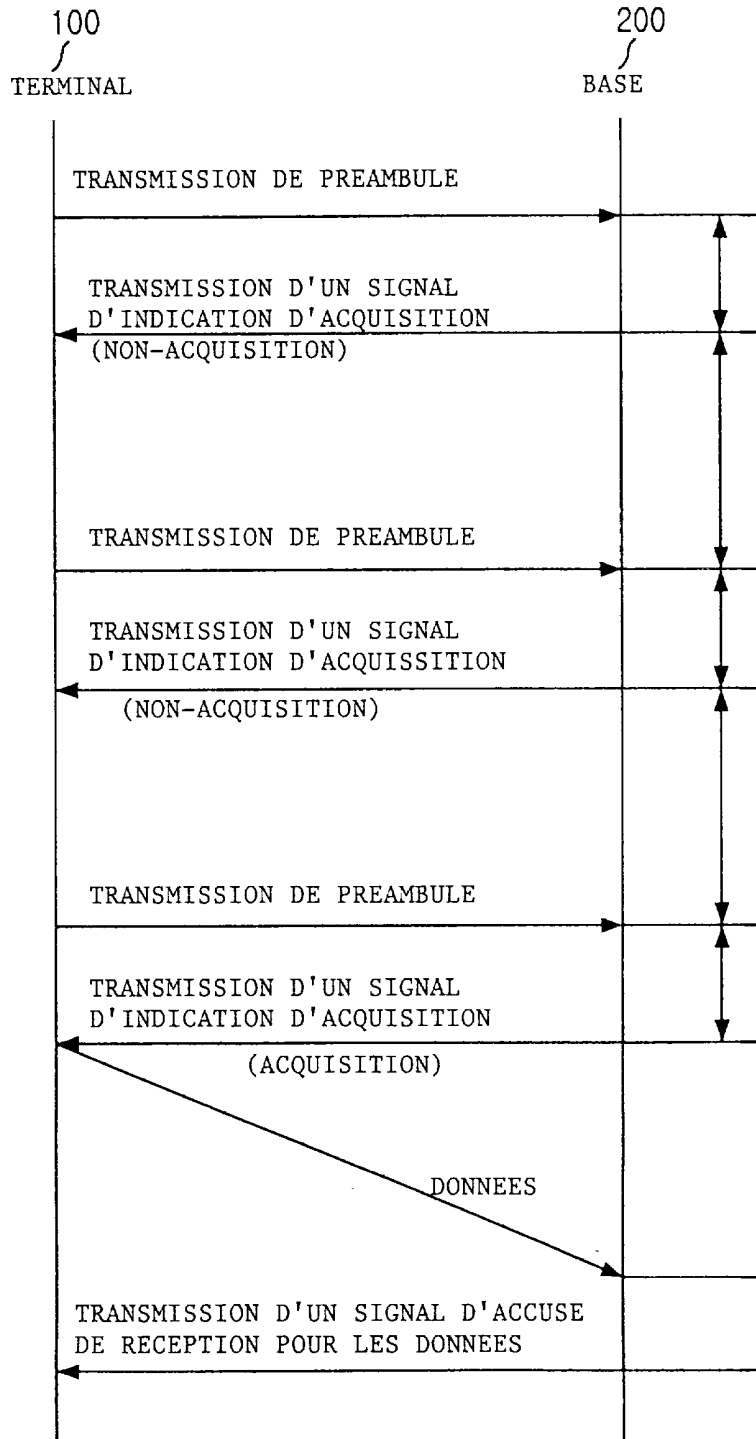 100
200
TERMINAL
BASE
TRANSMISSION DE PREAMBULE
TRANSMISSION D'UN SIGNAL
D'INDICATION D'ACQUISITION
(NON-ACQUISITION)
TRANSMISSION DE PREAMBULE
TRANSMISSION D'UN SIGNAL
D'INDICATION D'ACQUISSITION
(NON-ACQUISITION)
TRANSMISSION DE PREAMBULE
TRANSMISSION D'UN SIGNAL
D'INDICATION D'ACQUISITION
(ACQUISITION)
DONNEES
TRANSMISSION D'UN SIGNAL D'ACCUSE
DE RECEPTION POUR LES DONNEES